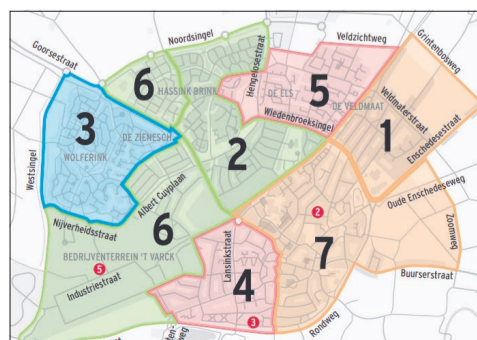 Goorsestraat
Noordsingel
Veldzichtweg
Grintenbosweg
Hengelosestraat
6
HASSINK BRINK
DE ELS
5
DE VELDMAAT
Veldmaterstraat
1
Enschedesestraat
3
DE ZIENESCH
WOLFERINK
Wiedenbroeksingel
2
Westsingel
Albert Cuyplaan
Oude Enschedeseweg
2
Nijverheidsstraat
6
7
Zoomweg
BEDRIJVENTERREIN 'T VARCK
5
Industriestraat
Lansinkstraat
4
Buurserstraat
3
Rondweg
weg